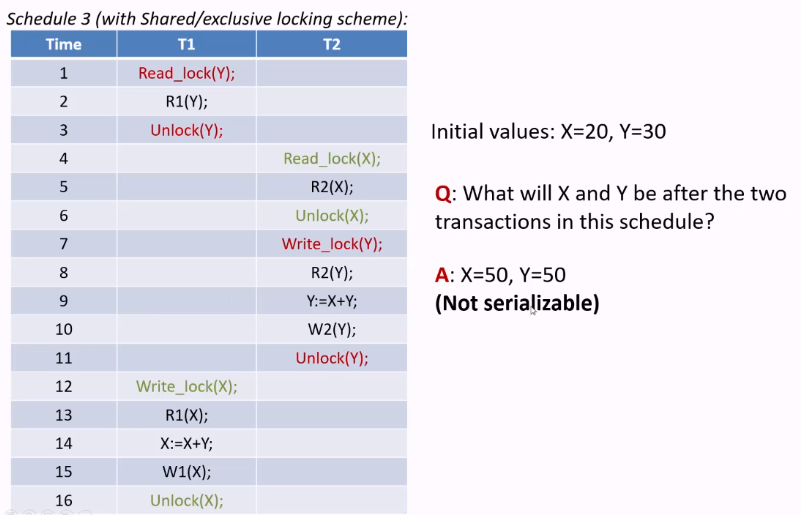 Schedule 3 (with Shared/exclusive locking scheme):
Time T1 T2
1 Read_lock(Y);
2 R1(Y);
3 Unlock(Y);
4 Read_lock(X);
5 R2(X);
6 Unlock(X);
7 Write_lock(Y);
8 R2(Y);
9 Y:=X+Y;
10 W2(Y);
11 Unlock(Y);
12 Write_lock(X);
13 R1(X);
14 X:=X+Y;
15 W1(X);
16 Unlock(X);
Initial values: X=20, Y=30
Q: What will X and Y be after the two
transactions in this schedule?
A: X=50, Y=50
(Not serializable)